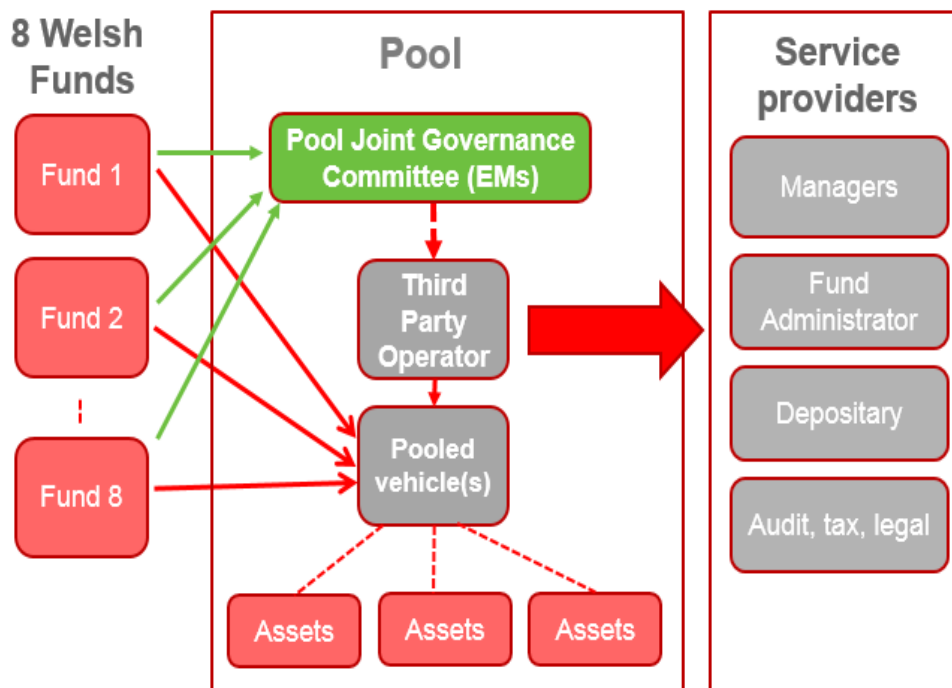 8 Welsh
Funds
Fund 1
Fund 2
Fund 8
Pool
Pool Joint Governance
Committee (EMs)
Third
Party
Operator
Pooled
vehicle(s)
Assets
Assets
Assets
Service
providers
Managers
Fund
Administrator
Depositary
Audit, tax, legal